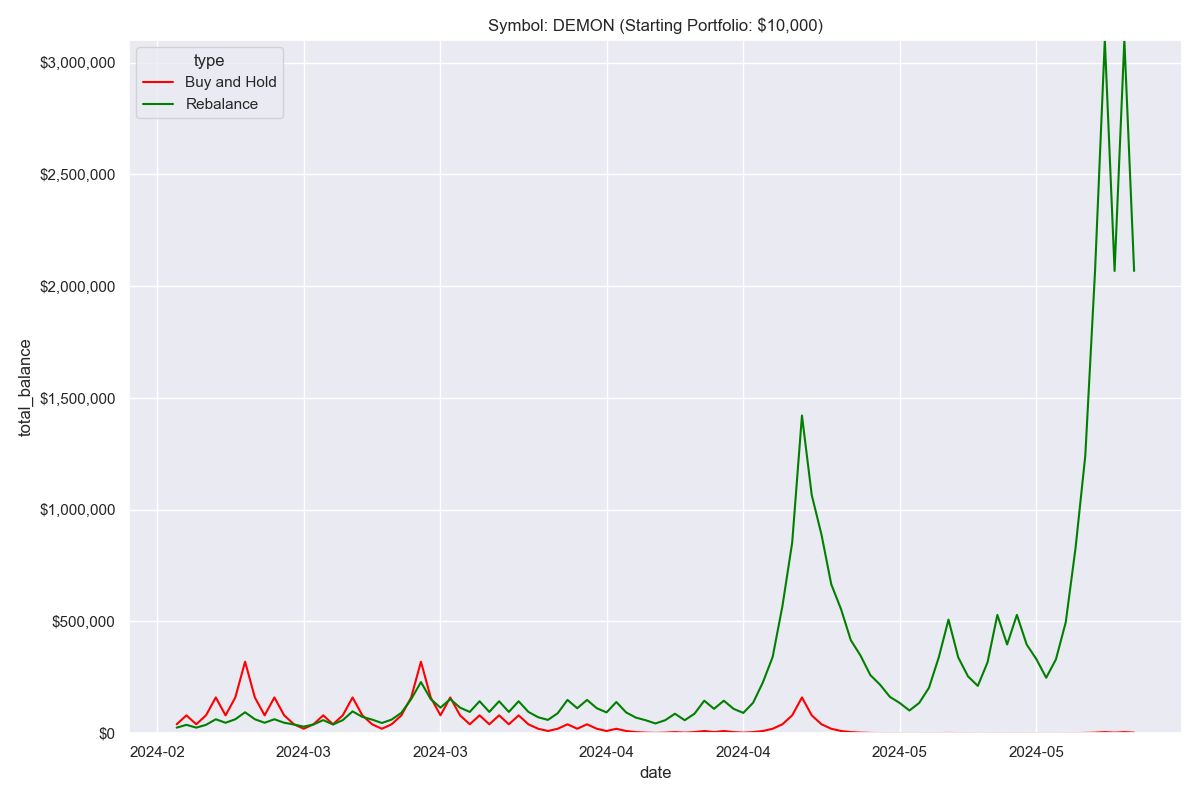 Symbol: DEMON (Starting Portfolio: $10,000)
type
Buy and Hold
Rebalance
$3,000,000
$2,500,000
$2,000,000
$1,500,000
$1,000,000
$500,000
$0
total_balance
2024-02 2024-03 2024-03 2024-04 2024-04 2024-05 2024-05
date